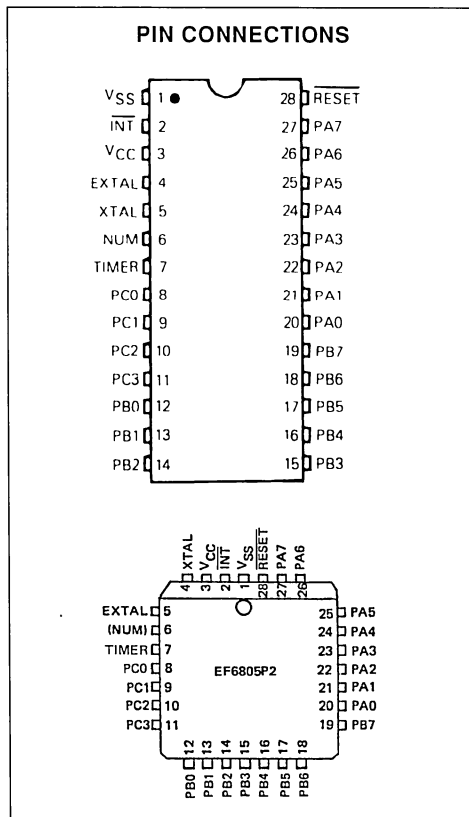 PIN CONNECTIONS
VSS 1 28 RESET
INT 2 27 PA7
VCC 3 26 PA6
EXTAL 4 25 PA5
XTAL 5 24 PA4
NUM 6 23 PA3
TIMER 7 22 PA2
PC0 8 21 PA1
PC1 9 20 PA0
PC2 10 19 PB7
PC3 11 18 PB6
PB0 12 17 PB5
PB1 13 16 PB4
PB2 14 15 PB3
XTAL VCC INT VSS RESET PA7 PA6
4 3 2 1 28 27 26
EXTAL 5 25 PA5
(NUM) 6 24 PA4
TIMER 7 23 PA3
PC0 8 EF6805P2 22 PA2
PC1 9 21 PA1
PC2 10 20 PA0
PC3 11 19 PB7
12 13 14 15 16 17 18
PB0 PB1 PB2 PB3 PB4 PB5 PB6